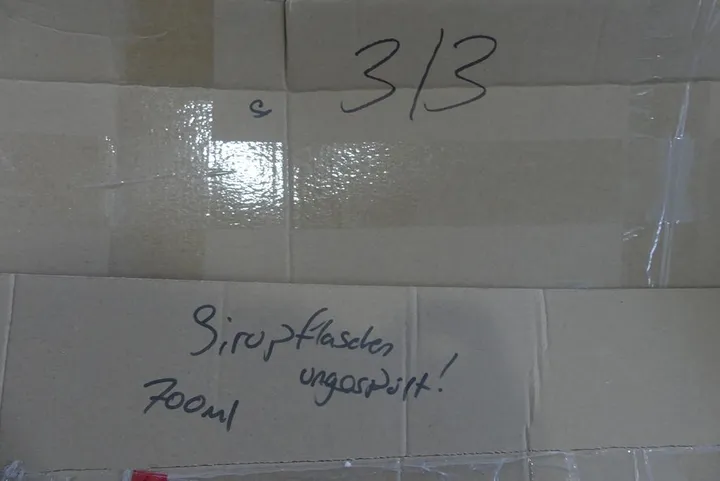 3/3
Sirupflaschen
ungespült!
700ml